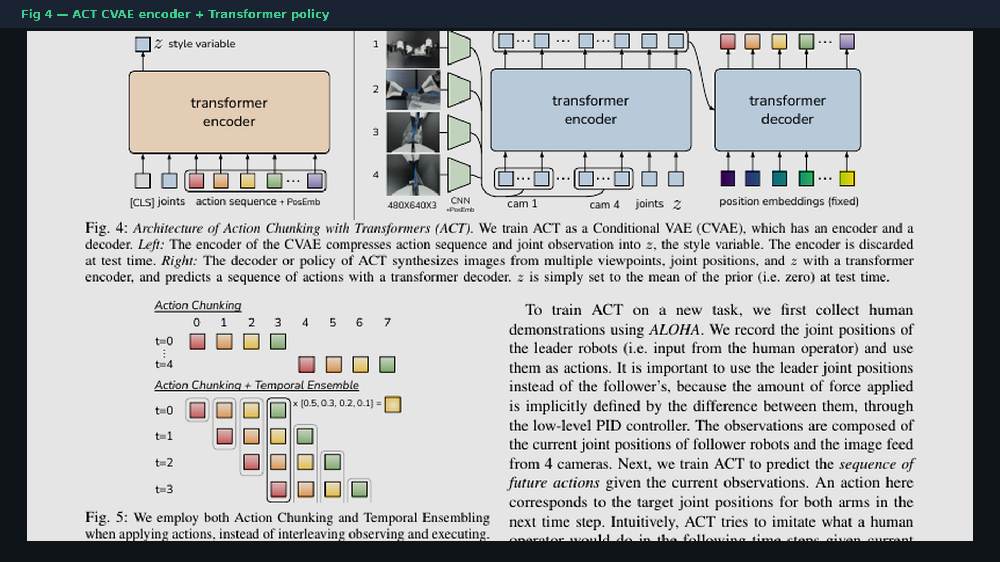 Fig 4 — ACT CVAE encoder + Transformer policy
z style variable
transformer
encoder
[CLS] joints action sequence + PosEmb
1
2
3
4
480X640X3
CNN
+PosEmb
transformer
encoder
cam 1 cam 4 joints z
transformer
decoder
position embeddings (fixed)
Fig. 4: Architecture of Action Chunking with Transformers (ACT). We train ACT as a Conditional VAE (CVAE), which has an encoder and a
decoder. Left: The encoder of the CVAE compresses action sequence and joint observation into z, the style variable. The encoder is discarded
at test time. Right: The decoder or policy of ACT synthesizes images from multiple viewpoints, joint positions, and z with a transformer
encoder, and predicts a sequence of actions with a transformer decoder. z is simply set to the mean of the prior (i.e. zero) at test time.
Action Chunking
0 1 2 3 4 5 6 7
t=0
t=4
Action Chunking + Temporal Ensemble
t=0 x [0.5, 0.3, 0.2, 0.1] =
t=1
t=2
t=3
Fig. 5: We employ both Action Chunking and Temporal Ensembling
when applying actions, instead of interleaving observing and executing.
To train ACT on a new task, we first collect human
demonstrations using ALOHA. We record the joint positions of
the leader robots (i.e. input from the human operator) and use
them as actions. It is important to use the leader joint positions
instead of the follower's, because the amount of force applied
is implicitly defined by the difference between them, through
the low-level PID controller. The observations are composed of
the current joint positions of follower robots and the image feed
from 4 cameras. Next, we train ACT to predict the sequence of
future actions given the current observations. An action here
corresponds to the target joint positions for both arms in the
next time step. Intuitively, ACT tries to imitate what a human
operator would do in the following time steps given current